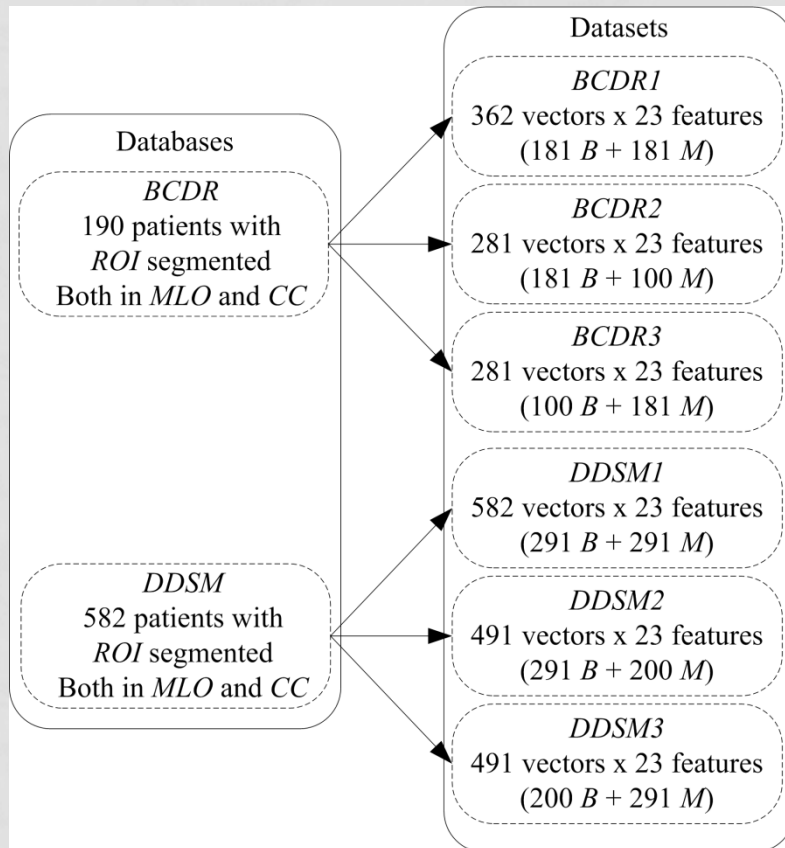 Databases
BCDR
190 patients with
ROI segmented
Both in MLO and CC
DDSM
582 patients with
ROI segmented
Both in MLO and CC
Datasets
BCDR1
362 vectors x 23 features
(181 B + 181 M)
BCDR2
281 vectors x 23 features
(181 B + 100 M)
BCDR3
281 vectors x 23 features
(100 B + 181 M)
DDSM1
582 vectors x 23 features
(291 B + 291 M)
DDSM2
491 vectors x 23 features
(291 B + 200 M)
DDSM3
491 vectors x 23 features
(200 B + 291 M)